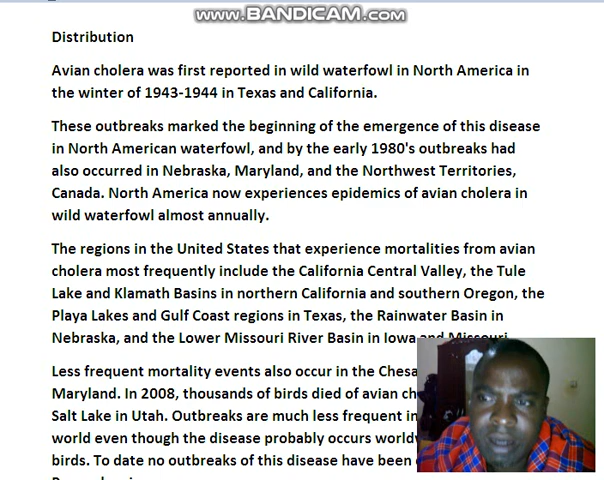 www.BANDICAM.com
Distribution
Avian cholera was first reported in wild waterfowl in North America in
the winter of 1943-1944 in Texas and California.
These outbreaks marked the beginning of the emergence of this disease
in North American waterfowl, and by the early 1980's outbreaks had
also occurred in Nebraska, Maryland, and the Northwest Territories,
Canada. North America now experiences epidemics of avian cholera in
wild waterfowl almost annually.
The regions in the United States that experience mortalities from avian
cholera most frequently include the California Central Valley, the Tule
Lake and Klamath Basins in northern California and southern Oregon, the
Playa Lakes and Gulf Coast regions in Texas, the Rainwater Basin in
Nebraska, and the Lower Missouri River Basin in Iowa and Missouri.
Less frequent mortality events also occur in the
Maryland. In 2008, thousands of birds died of avian
Salt Lake in Utah. Outbreaks are much less frequent in
world even though the disease probably occurs
birds. To date no outbreaks of this disease have been